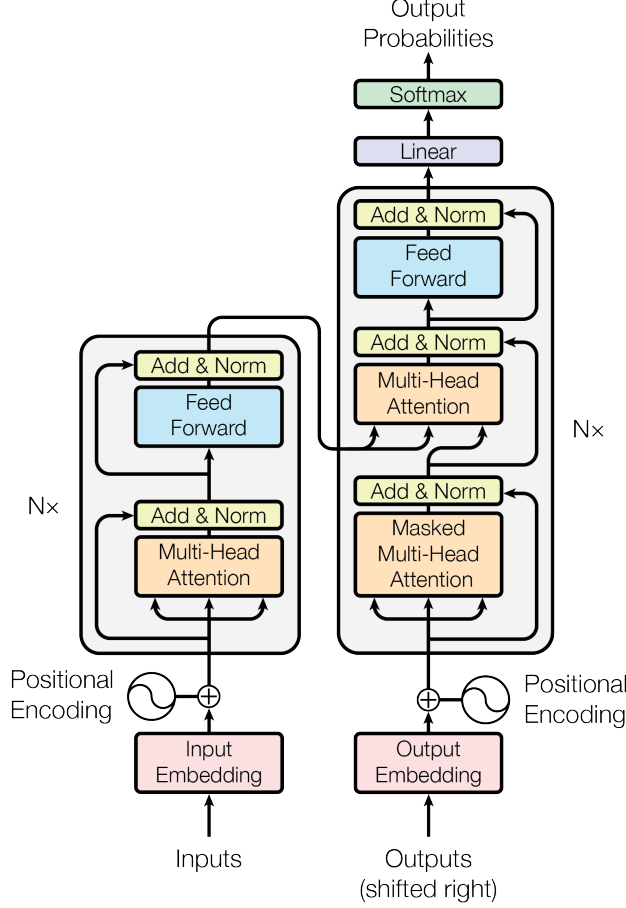 Output
Probabilities
Softmax
Linear
Add & Norm
Feed
Forward
Add & Norm
Multi-Head
Attention
Add & Norm
Masked
Multi-Head
Attention
Nx
Add & Norm
Feed
Forward
Add & Norm
Multi-Head
Attention
Nx
Positional
Encoding
Input
Embedding
Inputs
Positional
Encoding
Output
Embedding
Outputs
(shifted right)